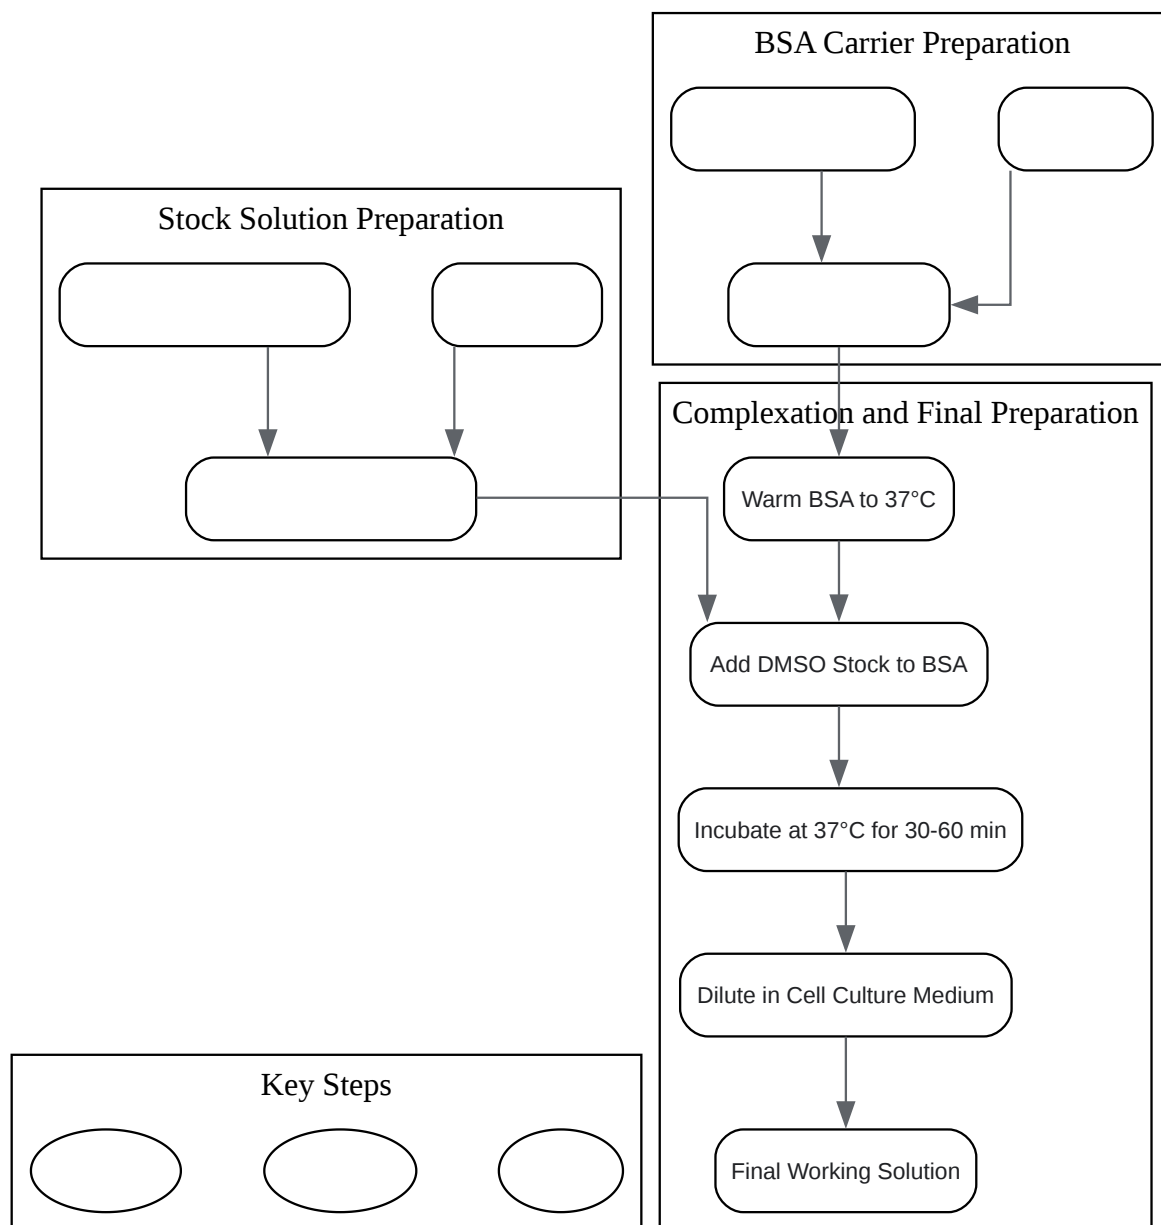 BSA Carrier Preparation
Stock Solution Preparation
Complexation and Final Preparation
Warm BSA to 37°C
Add DMSO Stock to BSA
Incubate at 37°C for 30-60 min
Dilute in Cell Culture Medium
Final Working Solution
Key Steps